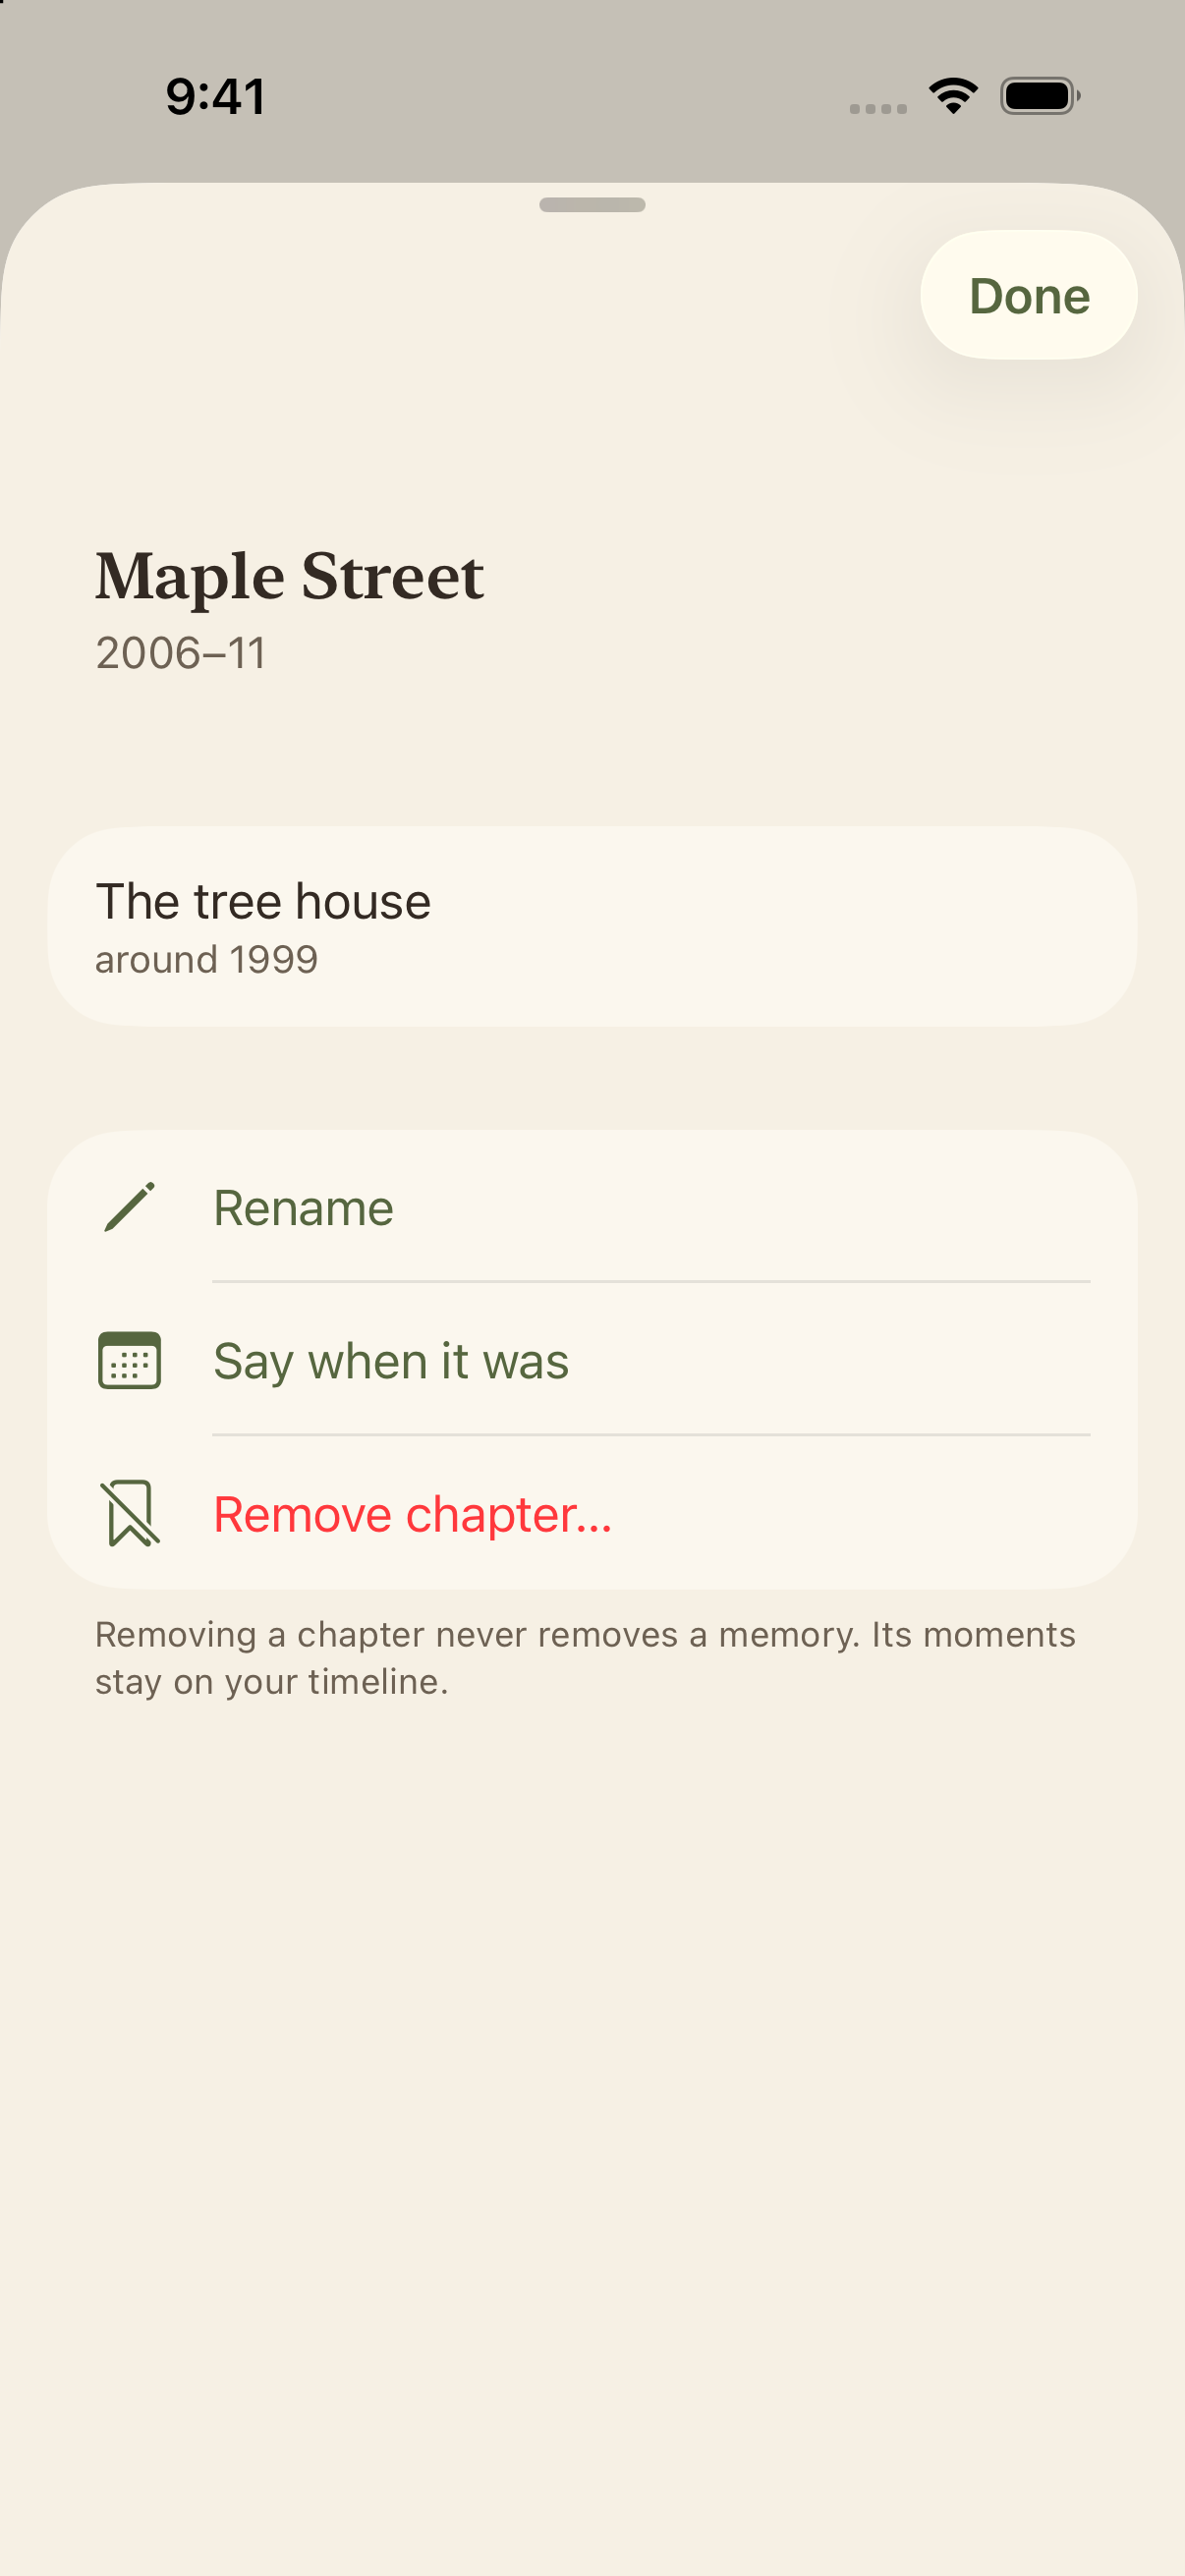 9:41
Done
Maple Street
2006–11
The tree house
around 1999
Rename
Say when it was
Remove chapter...
Removing a chapter never removes a memory. Its moments
stay on your timeline.